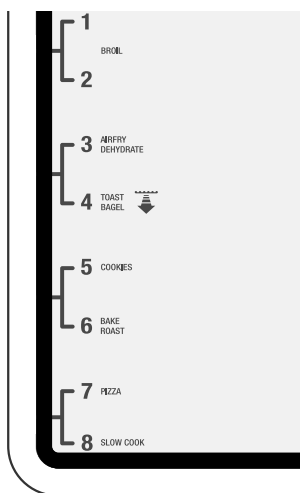 1
BROIL
2
3 AIRFRY
DEHYDRATE
4 TOAST
BAGEL
5 COOKIES
6 BAKE
ROAST
7 PIZZA
8 SLOW COOK